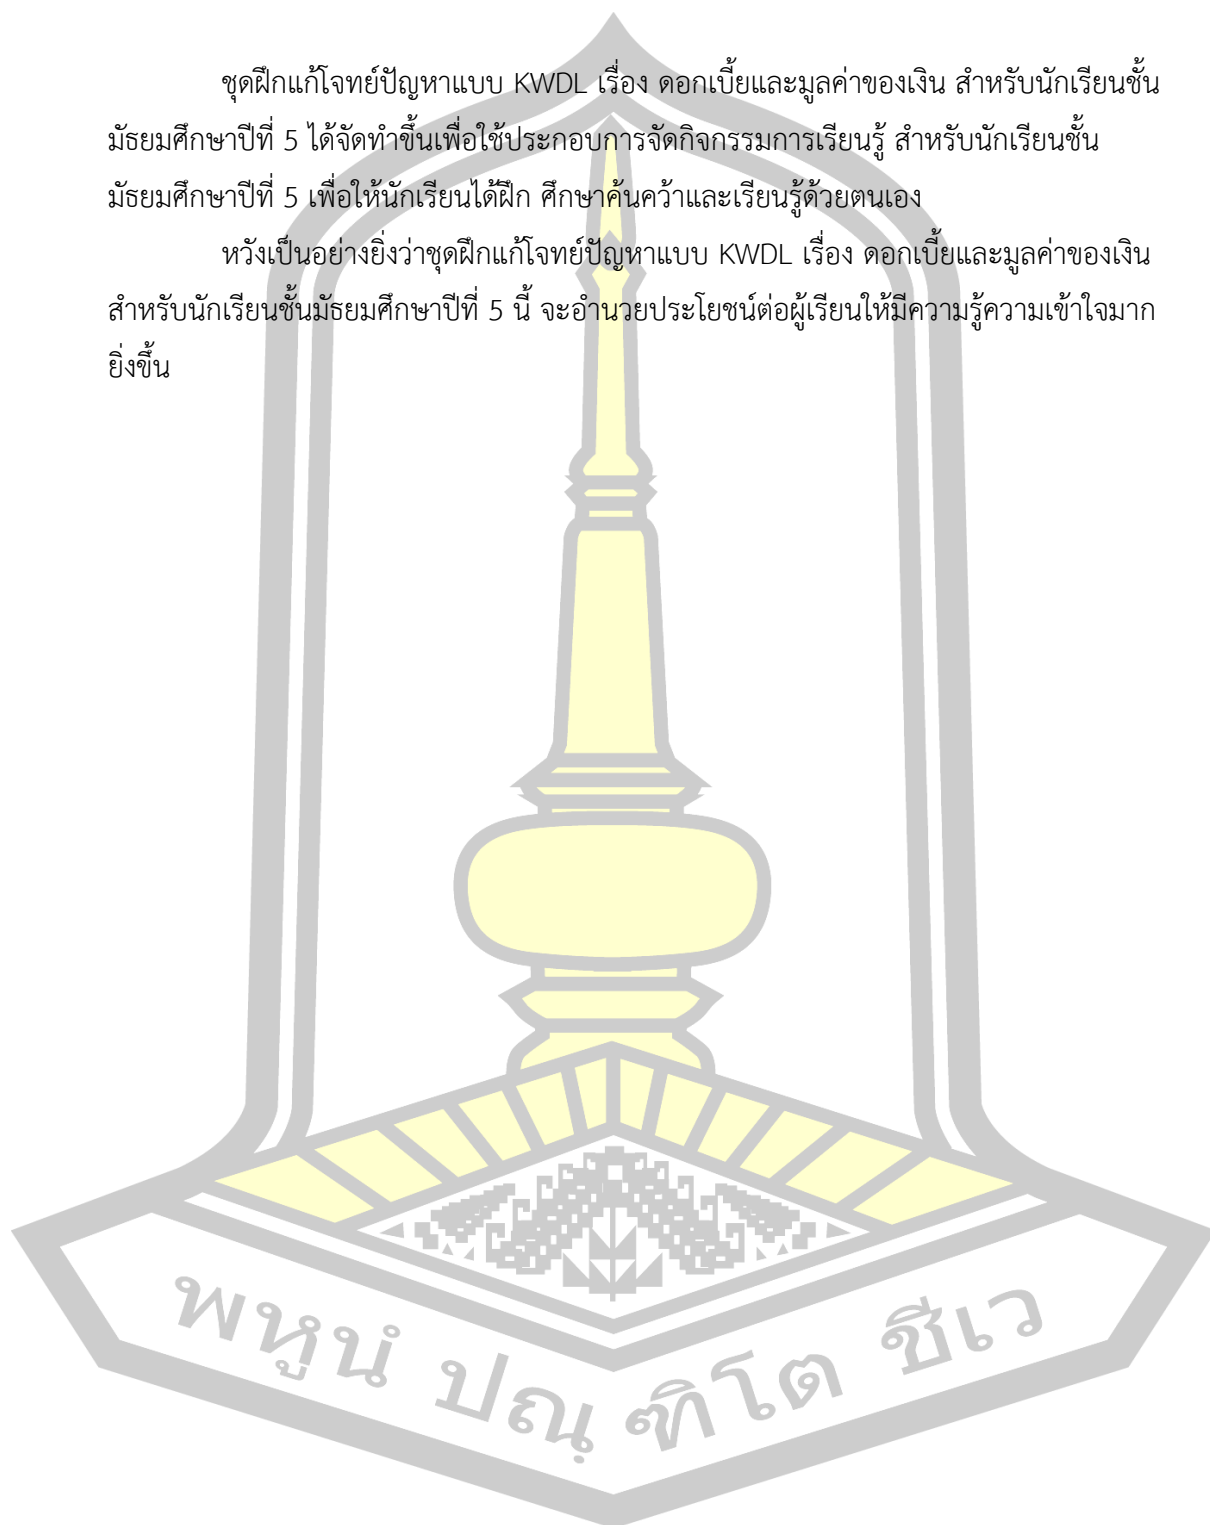 ชุดฝึกแก้โจทย์ปัญหาแบบ KWDL เรื่อง ดอกเบี้ยและมูลค่าของเงิน สำหรับนักเรียนชั้น
มัธยมศึกษาปีที่ 5 ได้จัดทำขึ้นเพื่อใช้ประกอบการจัดกิจกรรมการเรียนรู้ สำหรับนักเรียนชั้น
มัธยมศึกษาปีที่ 5 เพื่อให้นักเรียนได้ฝึก ศึกษาค้นคว้าและเรียนรู้ด้วยตนเอง
หวังเป็นอย่างยิ่งว่าชุดฝึกแก้โจทย์ปัญหาแบบ KWDL เรื่อง ดอกเบี้ยและมูลค่าของเงิน
สำหรับนักเรียนชั้นมัธยมศึกษาปีที่ 5 นี้ จะอำนวยประโยชน์ต่อผู้เรียนให้มีความรู้ความเข้าใจมาก
ยิ่งขึ้น
พหูนํ ปณฺฑิโต ชีเว